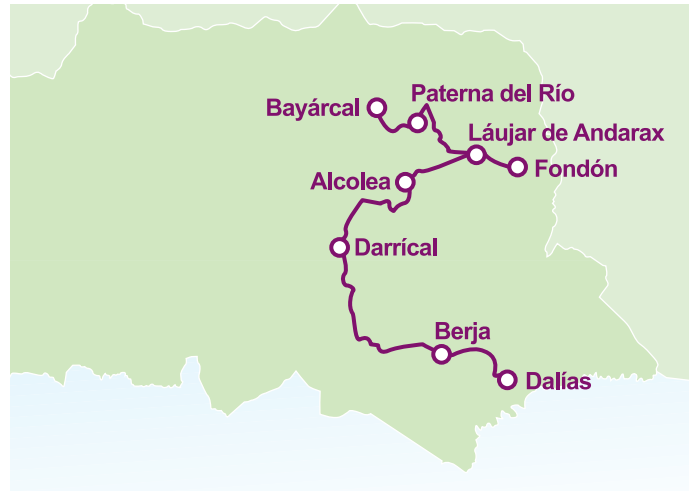 Paterna del Río
Bayárcal
Láujar de Andarax
Fondón
Alcolea
Darrícal
Berja
Dalías